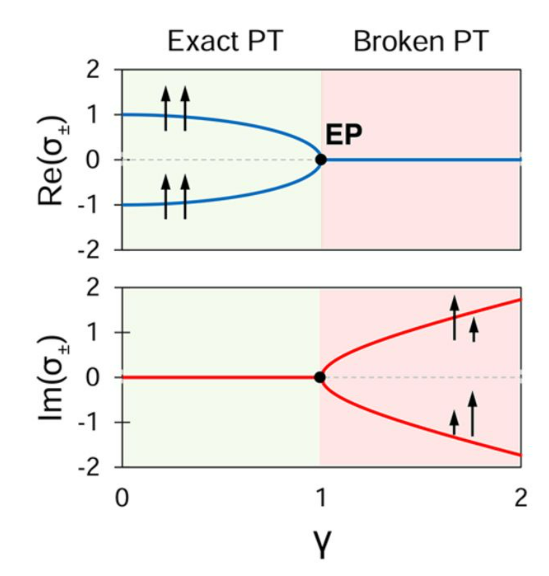 Exact PT Broken PT
2
1
0
-1
-2
Re(σ±)
EP
2
1
0
-1
-2
Im(σ±)
0 1 2
γ